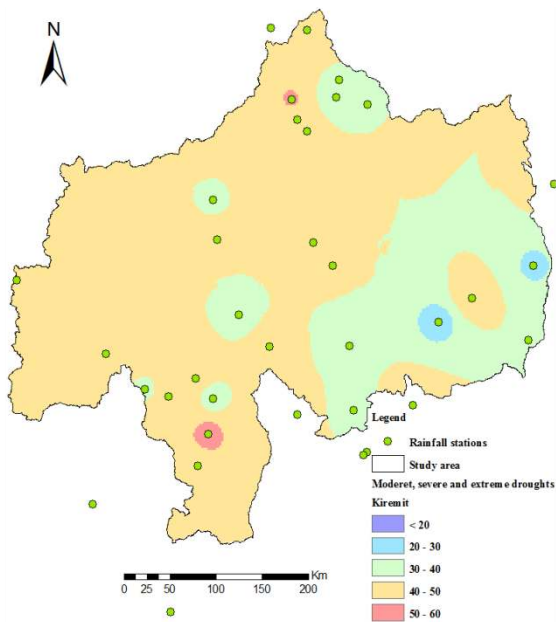 N
Legend
Rainfall stations
Study area
Moderet, severe and extreme droughts
Kiremit
< 20
20 - 30
30 - 40
40 - 50
50 - 60
Km
0 25 50 100 150 200